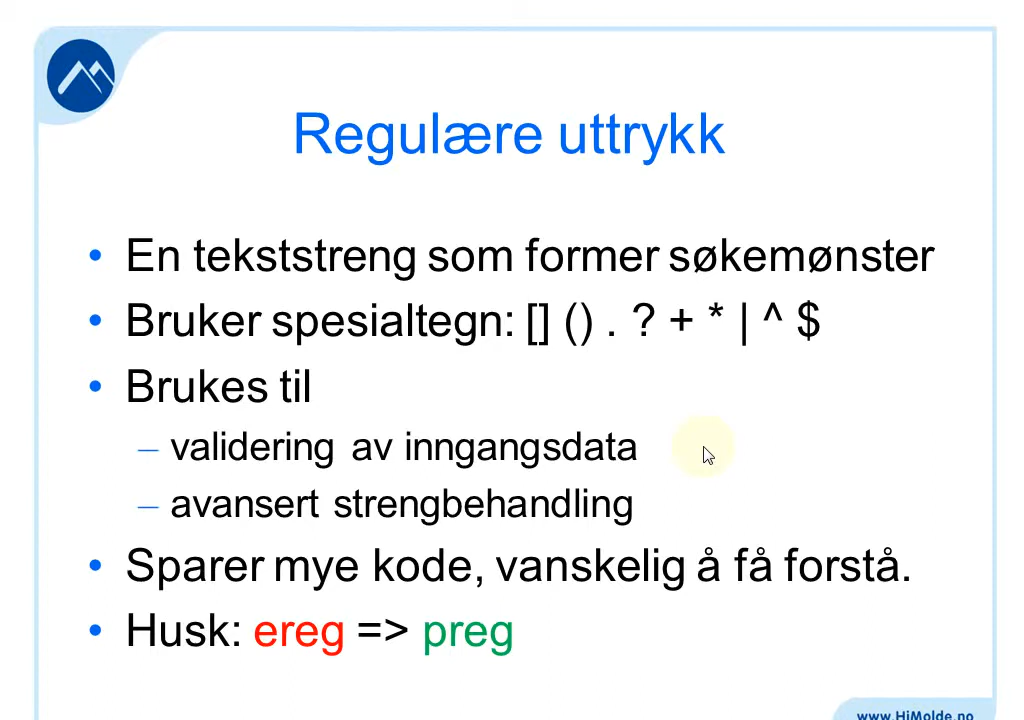 Regulære uttrykk
• En tekststreng som former søkemønster
• Bruker spesialtegn: [] () . ? + * | ^ $
• Brukes til
– validering av inngangsdata
– avansert strengbehandling
• Sparer mye kode, vanskelig å få forstå.
• Husk: ereg => preg
www.HiMolde.no